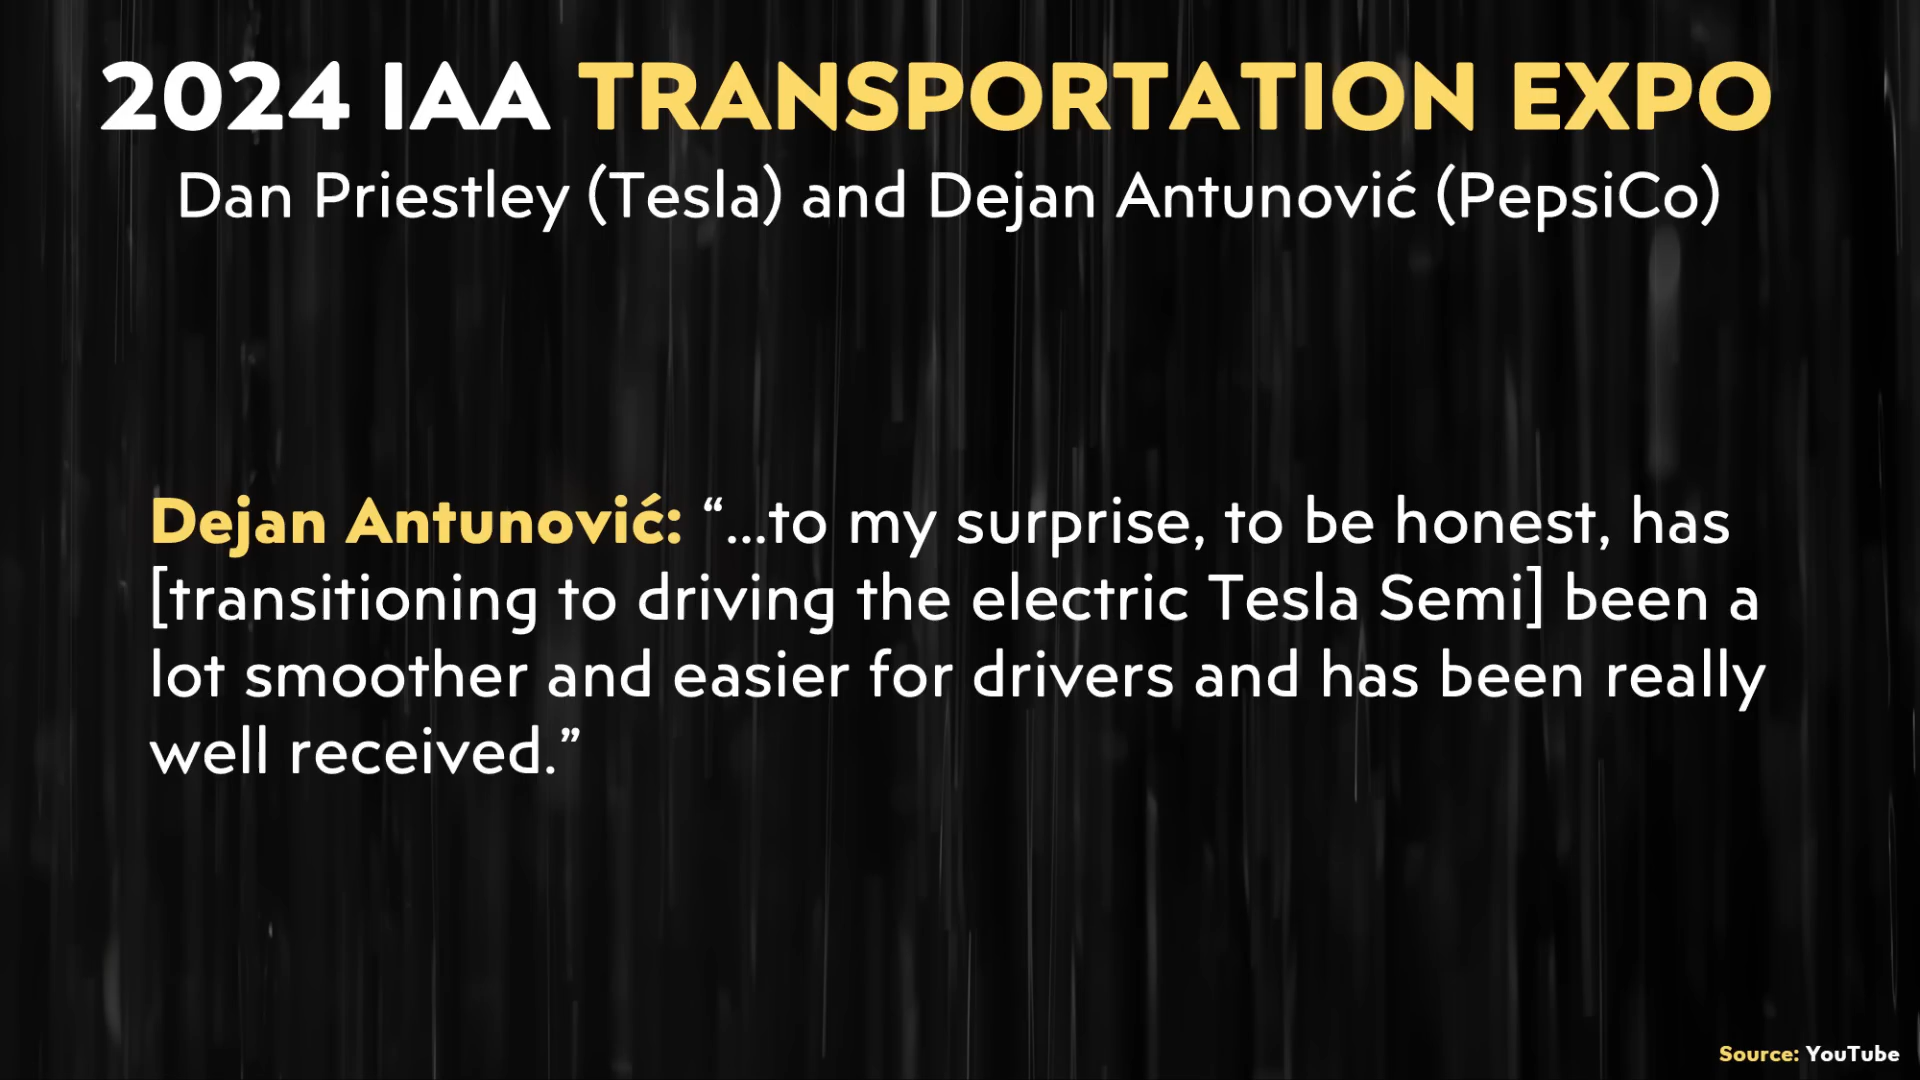 2024 IAA TRANSPORTATION EXPO
Dan Priestley (Tesla) and Dejan Antunović (PepsiCo)
Dejan Antunović: “...to my surprise, to be honest, has
[transitioning to driving the electric Tesla Semi] been a
lot smoother and easier for drivers and has been really
well received.”
Source: YouTube